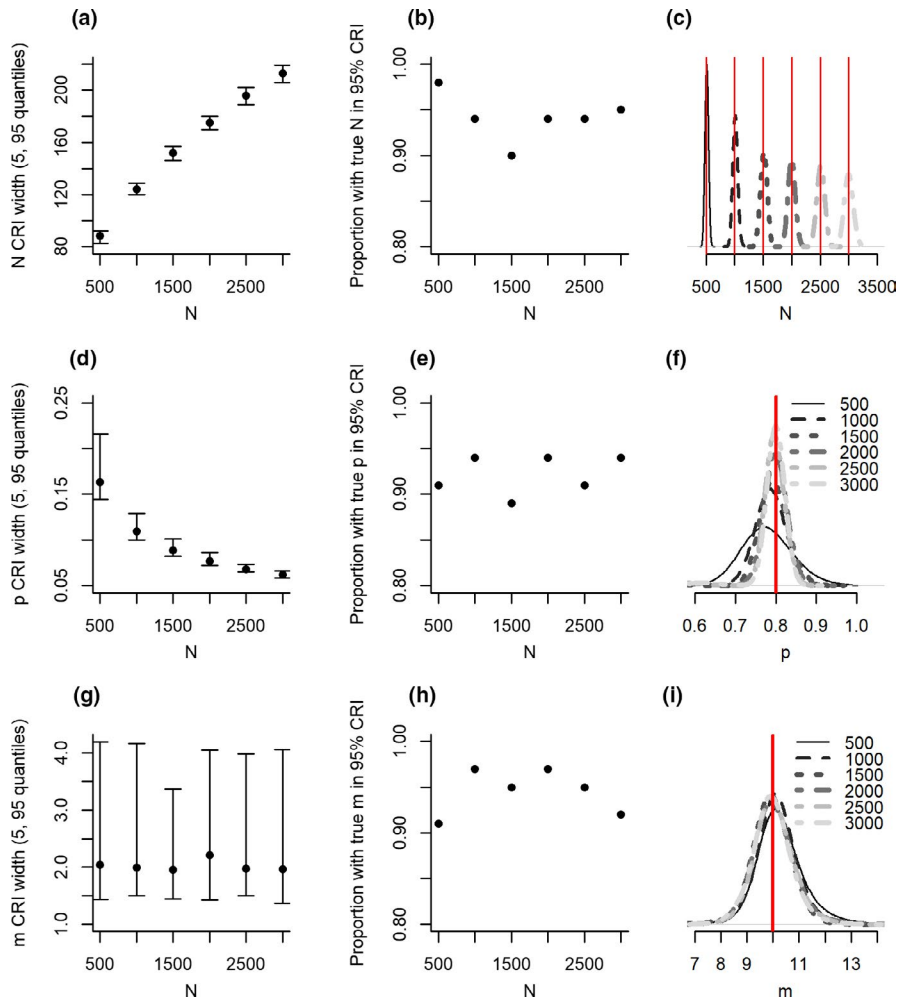 (a)
N CRI width (5, 95 quantiles)
80
120
160
200
500
1500
2500
N
(b)
Proportion with true N in 95% CRI
0.80
0.90
1.00
500
1500
2500
N
(c)
500
1500
2500
3500
N
(d)
p CRI width (5, 95 quantiles)
0.05
0.15
0.25
500
1500
2500
N
(e)
Proportion with true p in 95% CRI
0.80
0.90
1.00
500
1500
2500
N
(f)
500
1000
1500
2000
2500
3000
0.6
0.7
0.8
0.9
1.0
p
(g)
m CRI width (5, 95 quantiles)
1.0
2.0
3.0
4.0
500
1500
2500
N
(h)
Proportion with true m in 95% CRI
0.80
0.90
1.00
500
1500
2500
N
(i)
500
1000
1500
2000
2500
3000
7
8
9
11
13
m